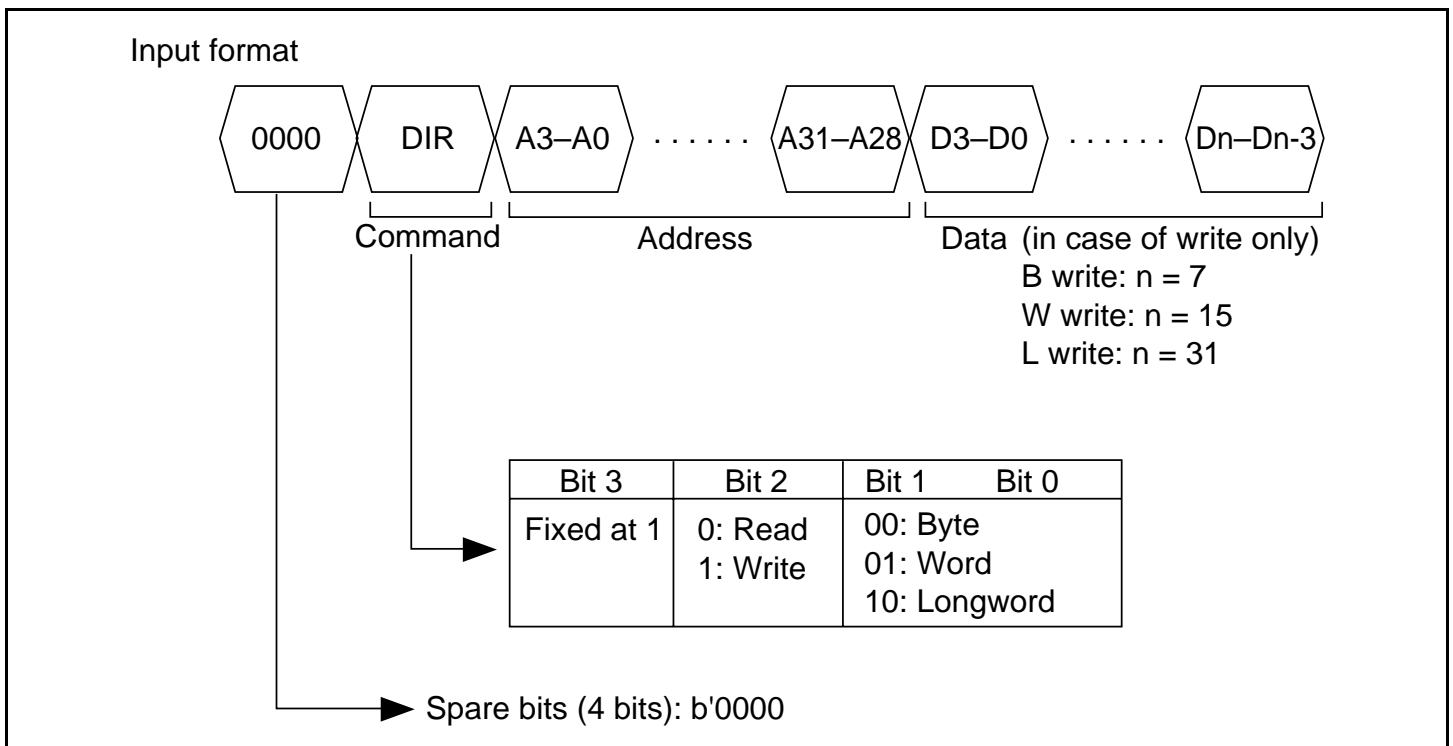 Input format
0000 DIR A3–A0 ...... A31–A28 D3–D0 ...... Dn–Dn-3
Command Address Data (in case of write only)
B write: n = 7
W write: n = 15
L write: n = 31
Bit 3 Bit 2 Bit 1 Bit 0
Fixed at 1 0: Read 00: Byte
1: Write 01: Word
10: Longword
Spare bits (4 bits): b'0000